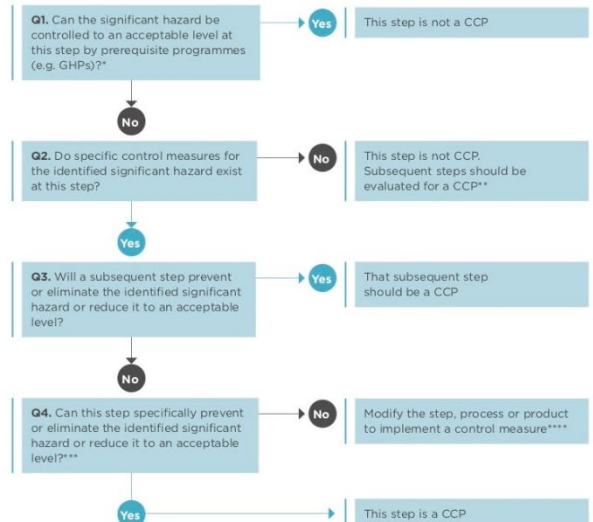 Q1. Can the significant hazard be
controlled to an acceptable level at
this step by prerequisite programmes
(e.g. GHPs)?*
Yes
This step is not a CCP
No
Q2. Do specific control measures for
the identified significant hazard exist
at this step?
No
This step is not CCP.
Subsequent steps should be
evaluated for a CCP**
Yes
Q3. Will a subsequent step prevent
or eliminate the identified significant
hazard or reduce it to an acceptable
level?
Yes
That subsequent step
should be a CCP
No
Q4. Can this step specifically prevent
or eliminate the identified significant
hazard or reduce it to an acceptable
level?***
No
Modify the step, process or product
to implement a control measure****
Yes
This step is a CCP